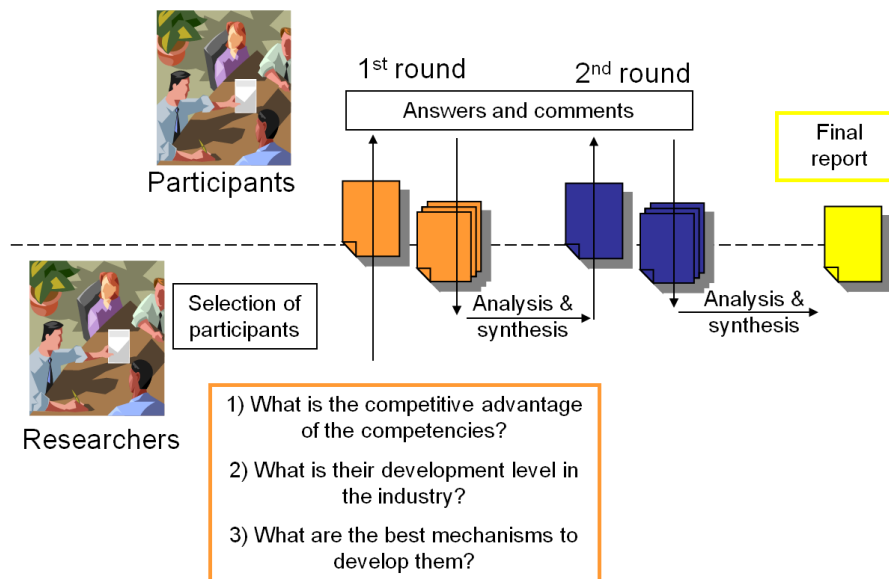 1st round
2nd round
Answers and comments
Final
report
Participants
Selection of
participants
Analysis &
synthesis
Analysis &
synthesis
Researchers
1) What is the competitive advantage
of the competencies?
2) What is their development level in
the industry?
3) What are the best mechanisms to
develop them?